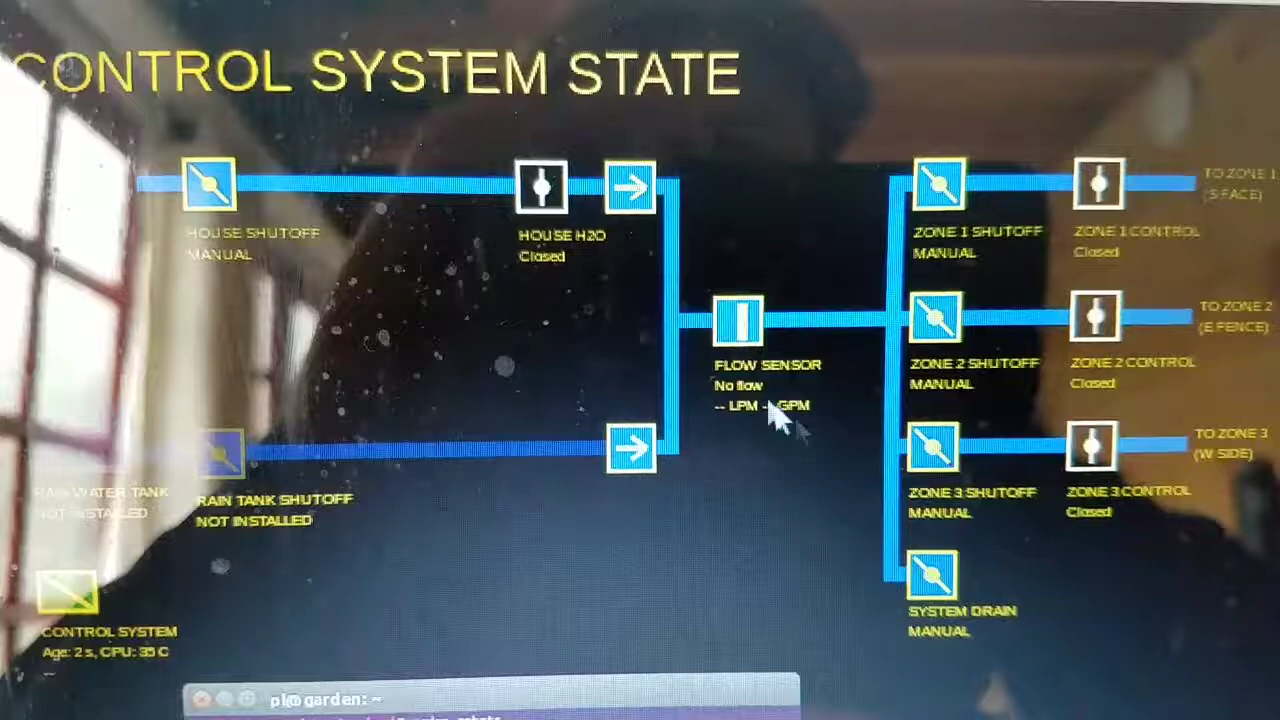 CONTROL SYSTEM STATE
HOUSE SHUTOFF
MANUAL
HOUSE H2O
Closed
ZONE 1 SHUTOFF
MANUAL
ZONE 1 CONTROL
Closed
TO ZONE 1
(S FACE)
FLOW SENSOR
No flow
-- LPM -- GPM
ZONE 2 SHUTOFF
MANUAL
ZONE 2 CONTROL
Closed
TO ZONE 2
(E FENCE)
RAIN WATER TANK
NOT INSTALLED
RAIN TANK SHUTOFF
NOT INSTALLED
ZONE 3 SHUTOFF
MANUAL
ZONE 3 CONTROL
Closed
TO ZONE 3
(W SIDE)
SYSTEM DRAIN
MANUAL
CONTROL SYSTEM
Age: 2 s, CPU: 35 C
--
pi@garden: ~